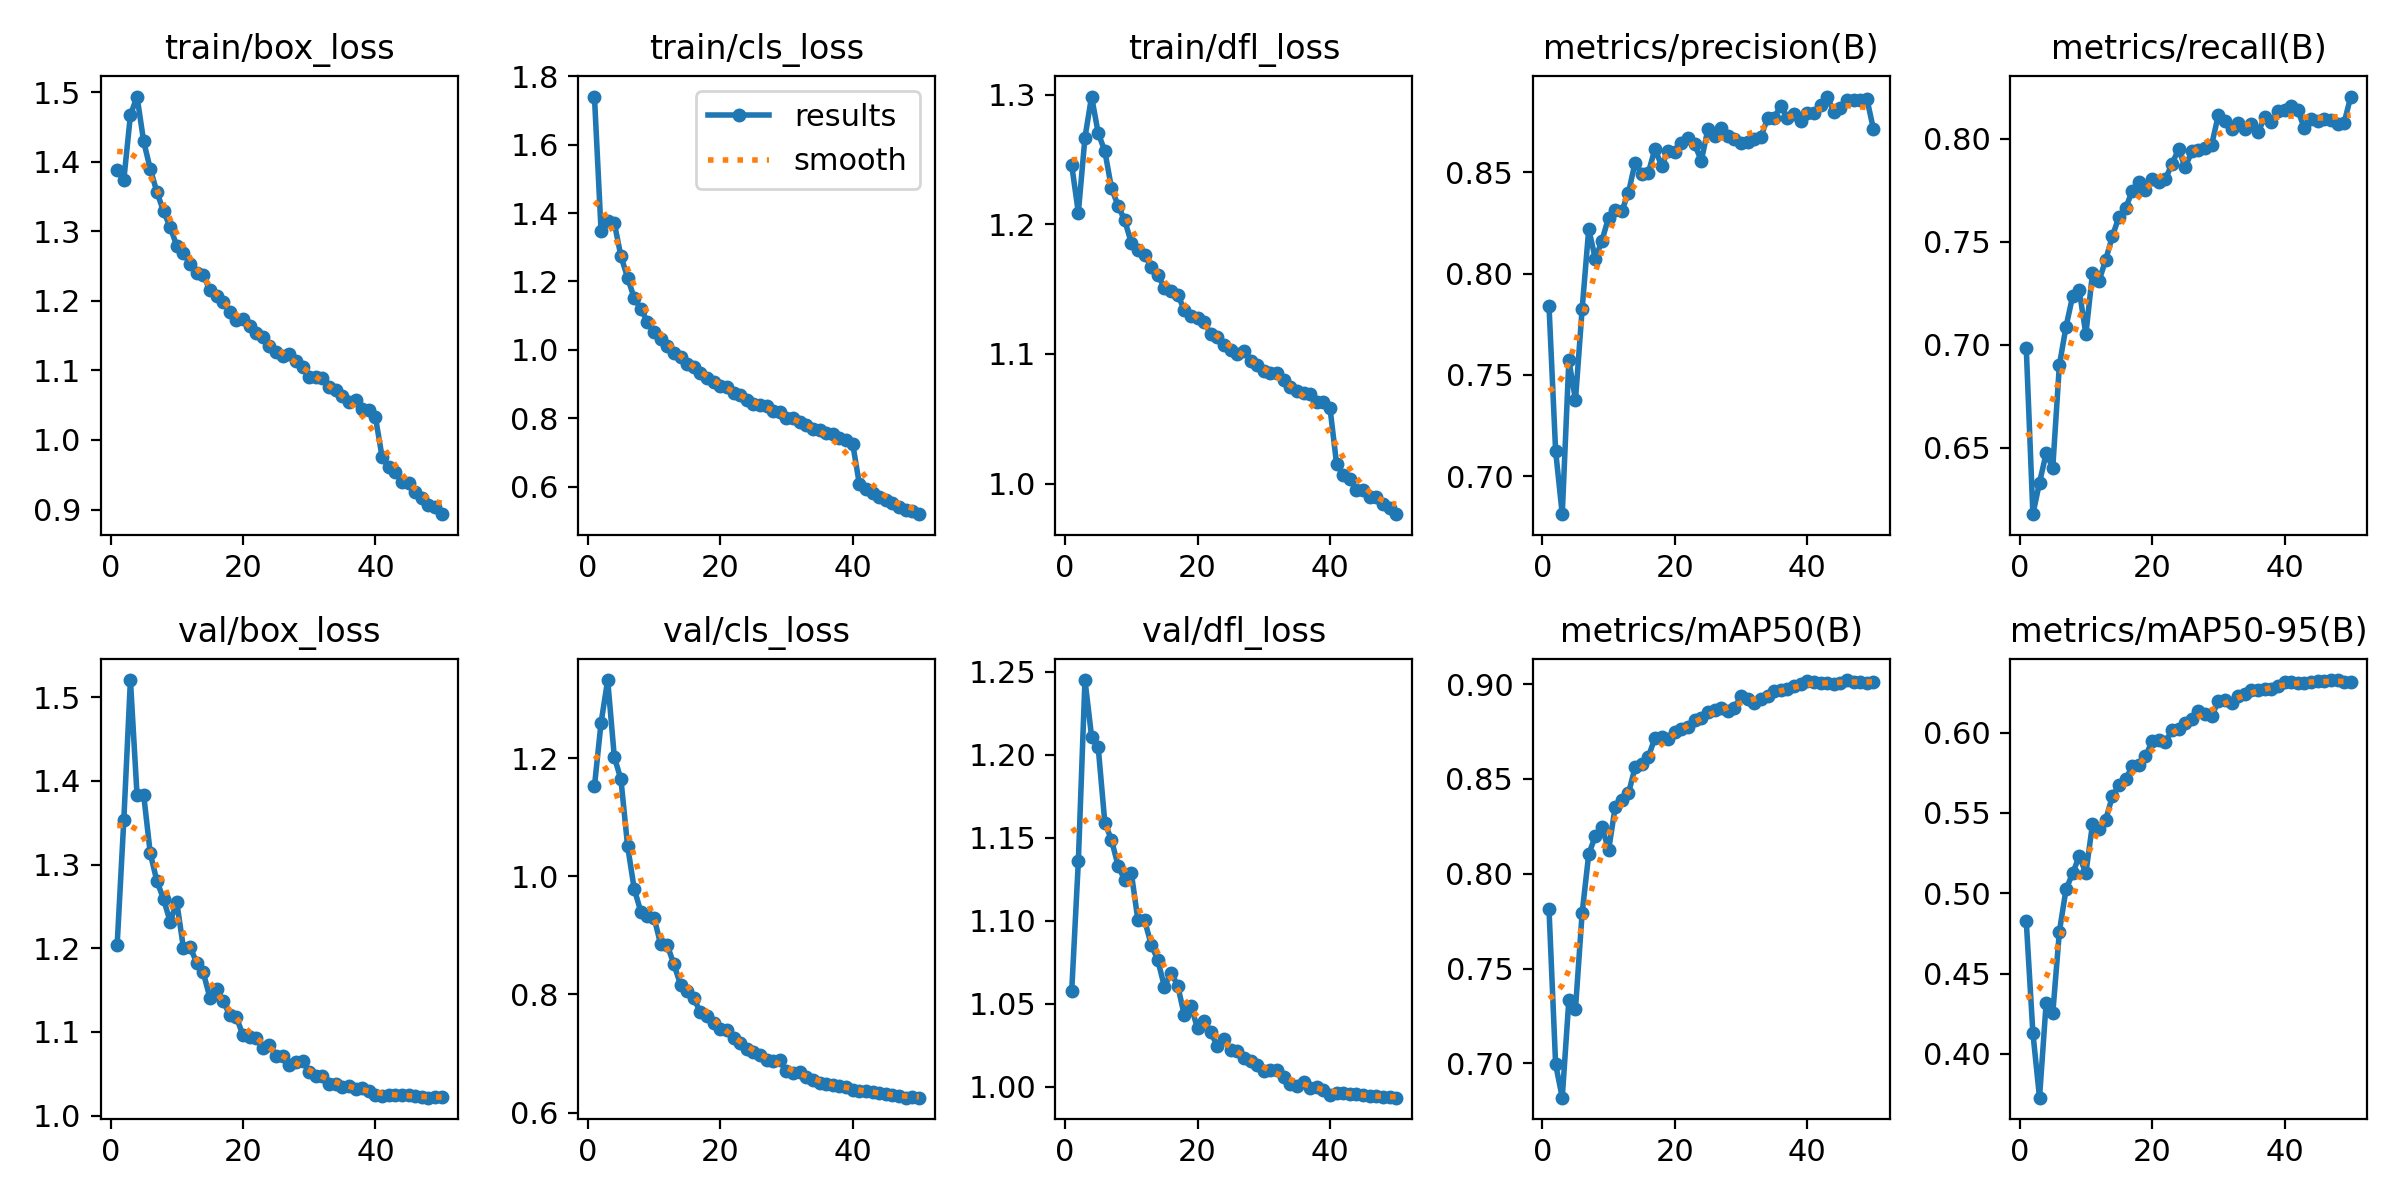 train/box_loss
1.5
1.4
1.3
1.2
1.1
1.0
0.9
0 20 40
train/cls_loss
results
smooth
1.8
1.6
1.4
1.2
1.0
0.8
0.6
0 20 40
train/dfl_loss
1.3
1.2
1.1
1.0
0 20 40
metrics/precision(B)
0.85
0.80
0.75
0.70
0 20 40
metrics/recall(B)
0.80
0.75
0.70
0.65
0 20 40
val/box_loss
1.5
1.4
1.3
1.2
1.1
1.0
0 20 40
val/cls_loss
1.2
1.0
0.8
0.6
0 20 40
val/dfl_loss
1.25
1.20
1.15
1.10
1.05
1.00
0 20 40
metrics/mAP50(B)
0.90
0.85
0.80
0.75
0.70
0 20 40
metrics/mAP50-95(B)
0.60
0.55
0.50
0.45
0.40
0 20 40